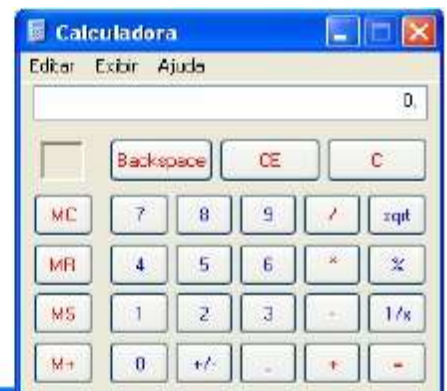 Calculadora
Editar Exibir Ajuda
0,
Backspace CE C
MC 7 8 9 / sqrt
MR 4 5 6 * %
MS 1 2 3 - 1/x
M+ 0 +/- , + =